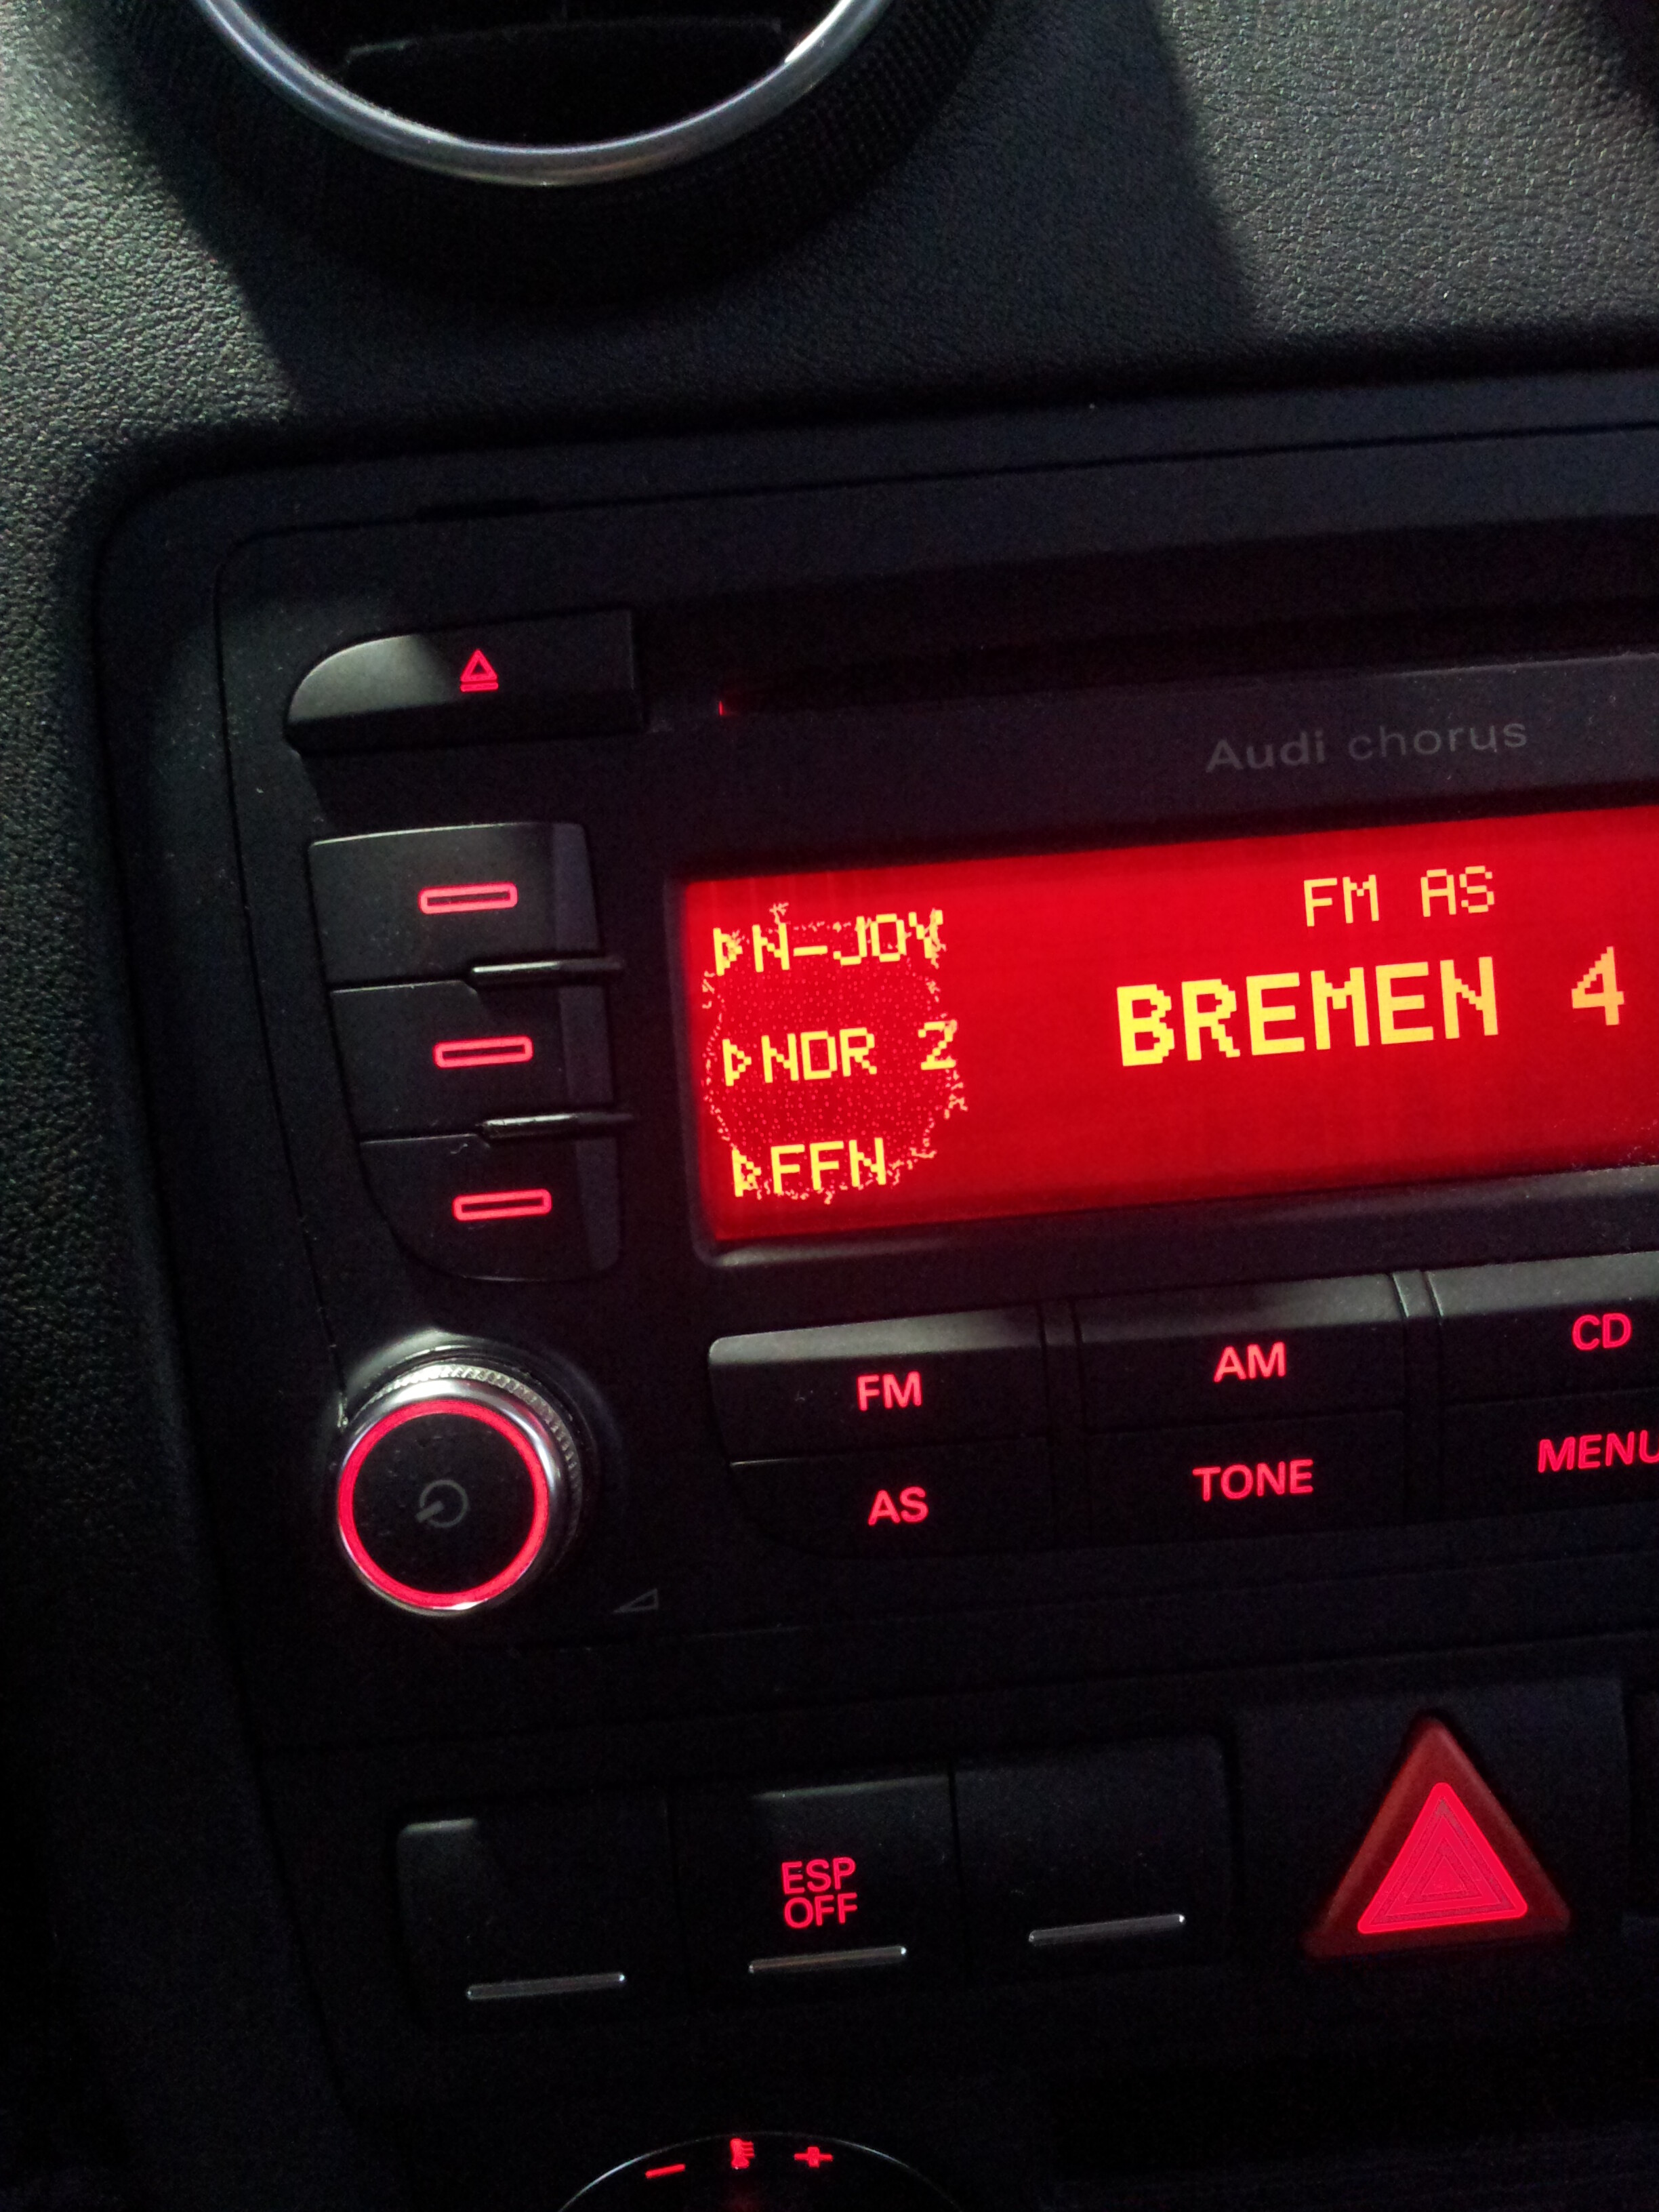 Audi chorus
FM AS
▷N-JOY
BREMEN 4
▷NDR 2
▷FFN
FM
AM
CD
AS
TONE
MENU
ESP
OFF